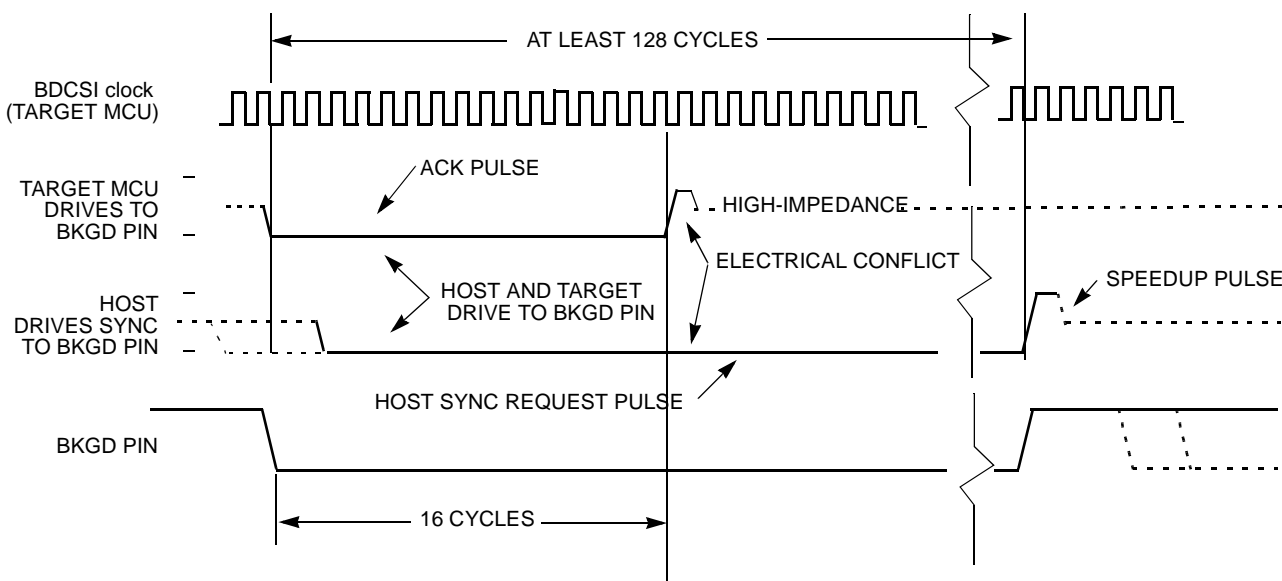 AT LEAST 128 CYCLES
BDCSI clock
(TARGET MCU)
ACK PULSE
TARGET MCU
DRIVES TO
BKGD PIN
HIGH-IMPEDANCE
ELECTRICAL CONFLICT
HOST AND TARGET
DRIVE TO BKGD PIN
SPEEDUP PULSE
HOST
DRIVES SYNC
TO BKGD PIN
HOST SYNC REQUEST PULSE
BKGD PIN
16 CYCLES